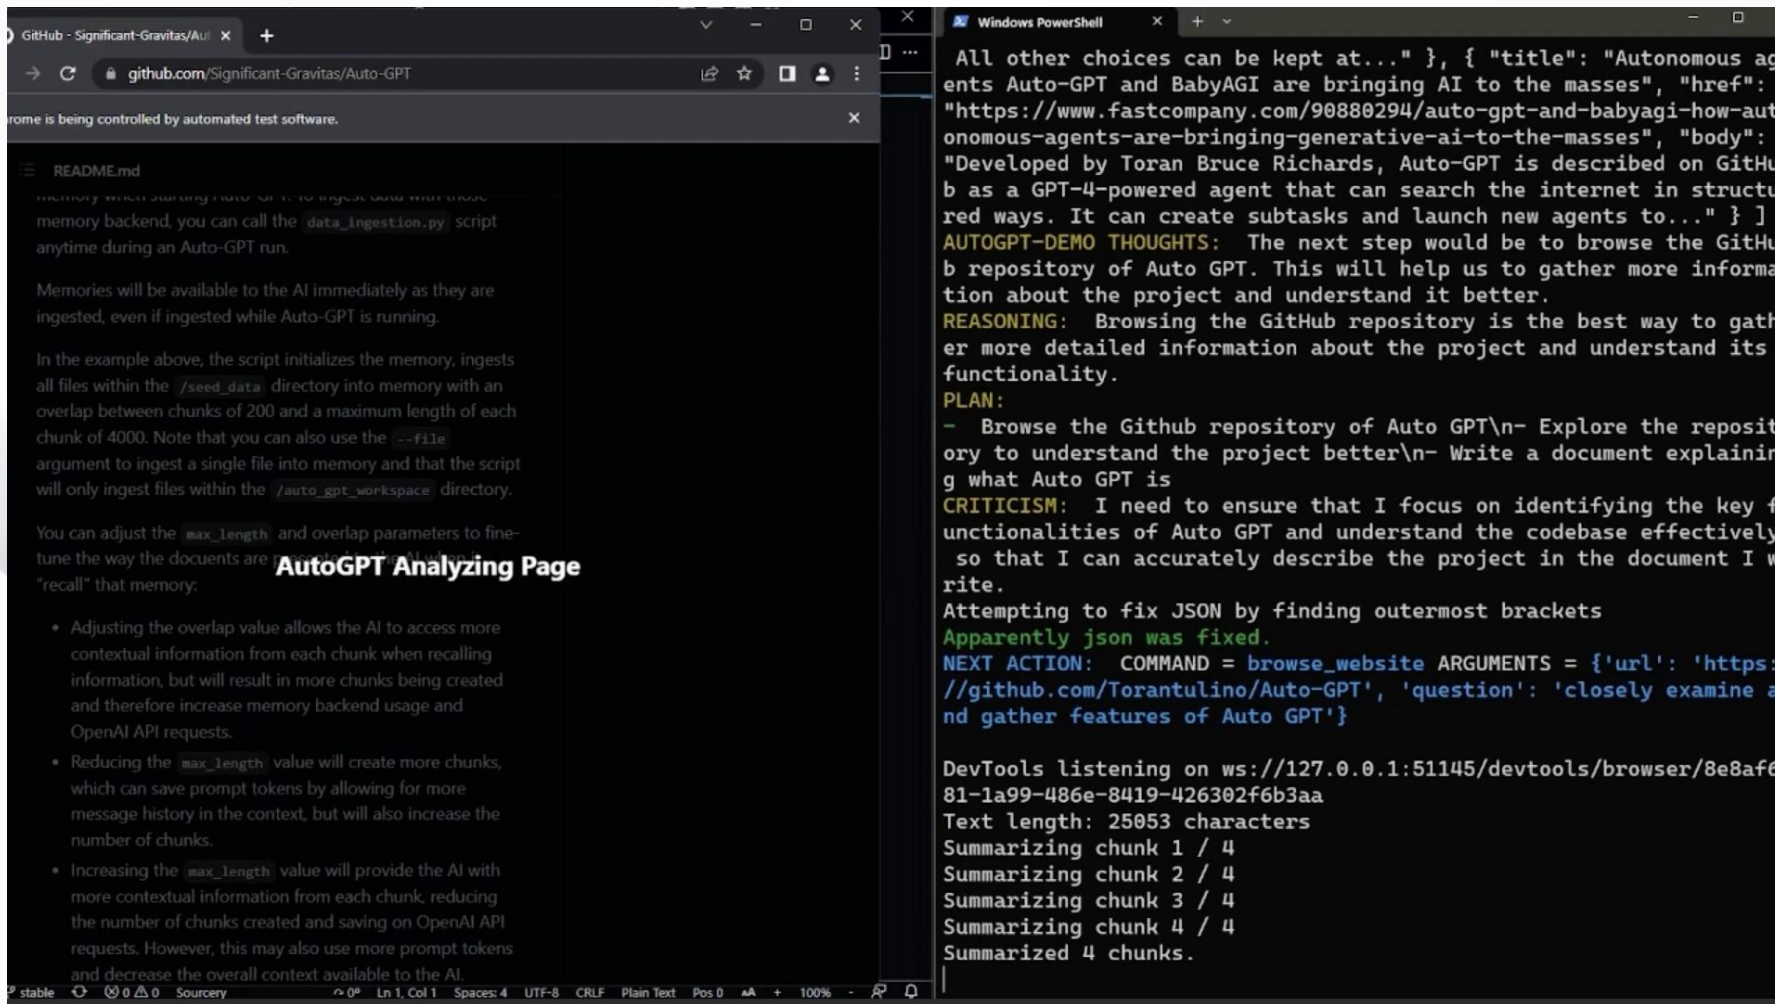 GitHub - Significant-Gravitas/Aut
github.com/Significant-Gravitas/Auto-GPT
rome is being controlled by automated test software.
README.md
memory when starting Auto-GPT. To ingest data with those
memory backend, you can call the data_ingestion.py script
anytime during an Auto-GPT run.
Memories will be available to the AI immediately as they are
ingested, even if ingested while Auto-GPT is running.
In the example above, the script initializes the memory, ingests
all files within the /seed_data directory into memory with an
overlap between chunks of 200 and a maximum length of each
chunk of 4000. Note that you can also use the --file
argument to ingest a single file into memory and that the script
will only ingest files within the /auto_gpt_workspace directory.
You can adjust the max_length and overlap parameters to fine-
tune the way the docuents are
"recall" that memory:
AutoGPT Analyzing Page
• Adjusting the overlap value allows the AI to access more
contextual information from each chunk when recalling
information, but will result in more chunks being created
and therefore increase memory backend usage and
OpenAI API requests.
• Reducing the max_length value will create more chunks,
which can save prompt tokens by allowing for more
message history in the context, but will also increase the
number of chunks.
• Increasing the max_length value will provide the AI with
more contextual information from each chunk, reducing
the number of chunks created and saving on OpenAI API
requests. However, this may also use more prompt tokens
and decrease the overall context available to the AI.
stable 0 0 Sourcery 0° Ln 1, Col 1 Spaces: 4 UTF-8 CRLF Plain Text Pos 0 AA + 100% -
Windows PowerShell
All other choices can be kept at..." }, { "title": "Autonomous ag
ents Auto-GPT and BabyAGI are bringing AI to the masses", "href":
"https://www.fastcompany.com/90880294/auto-gpt-and-babyagi-how-aut
onomous-agents-are-bringing-generative-ai-to-the-masses", "body":
"Developed by Toran Bruce Richards, Auto-GPT is described on GitHu
b as a GPT-4-powered agent that can search the internet in structu
red ways. It can create subtasks and launch new agents to..." } ]
AUTOGPT-DEMO THOUGHTS: The next step would be to browse the GitHu
b repository of Auto GPT. This will help us to gather more informa
tion about the project and understand it better.
REASONING: Browsing the GitHub repository is the best way to gath
er more detailed information about the project and understand its
functionality.
PLAN:
- Browse the Github repository of Auto GPT\n- Explore the reposit
ory to understand the project better\n- Write a document explainin
g what Auto GPT is
CRITICISM: I need to ensure that I focus on identifying the key f
unctionalities of Auto GPT and understand the codebase effectively
so that I can accurately describe the project in the document I w
rite.
Attempting to fix JSON by finding outermost brackets
Apparently json was fixed.
NEXT ACTION: COMMAND = browse_website ARGUMENTS = {'url': 'https:
//github.com/Torantulino/Auto-GPT', 'question': 'closely examine a
nd gather features of Auto GPT'}
DevTools listening on ws://127.0.0.1:51145/devtools/browser/8e8af6
81-1a99-486e-8419-426302f6b3aa
Text length: 25053 characters
Summarizing chunk 1 / 4
Summarizing chunk 2 / 4
Summarizing chunk 3 / 4
Summarizing chunk 4 / 4
Summarized 4 chunks.